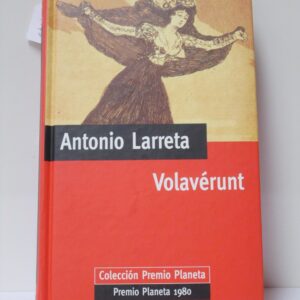 Antonio Larreta
Volavérunt
Colección Premio Planeta
Premio Planeta 1980